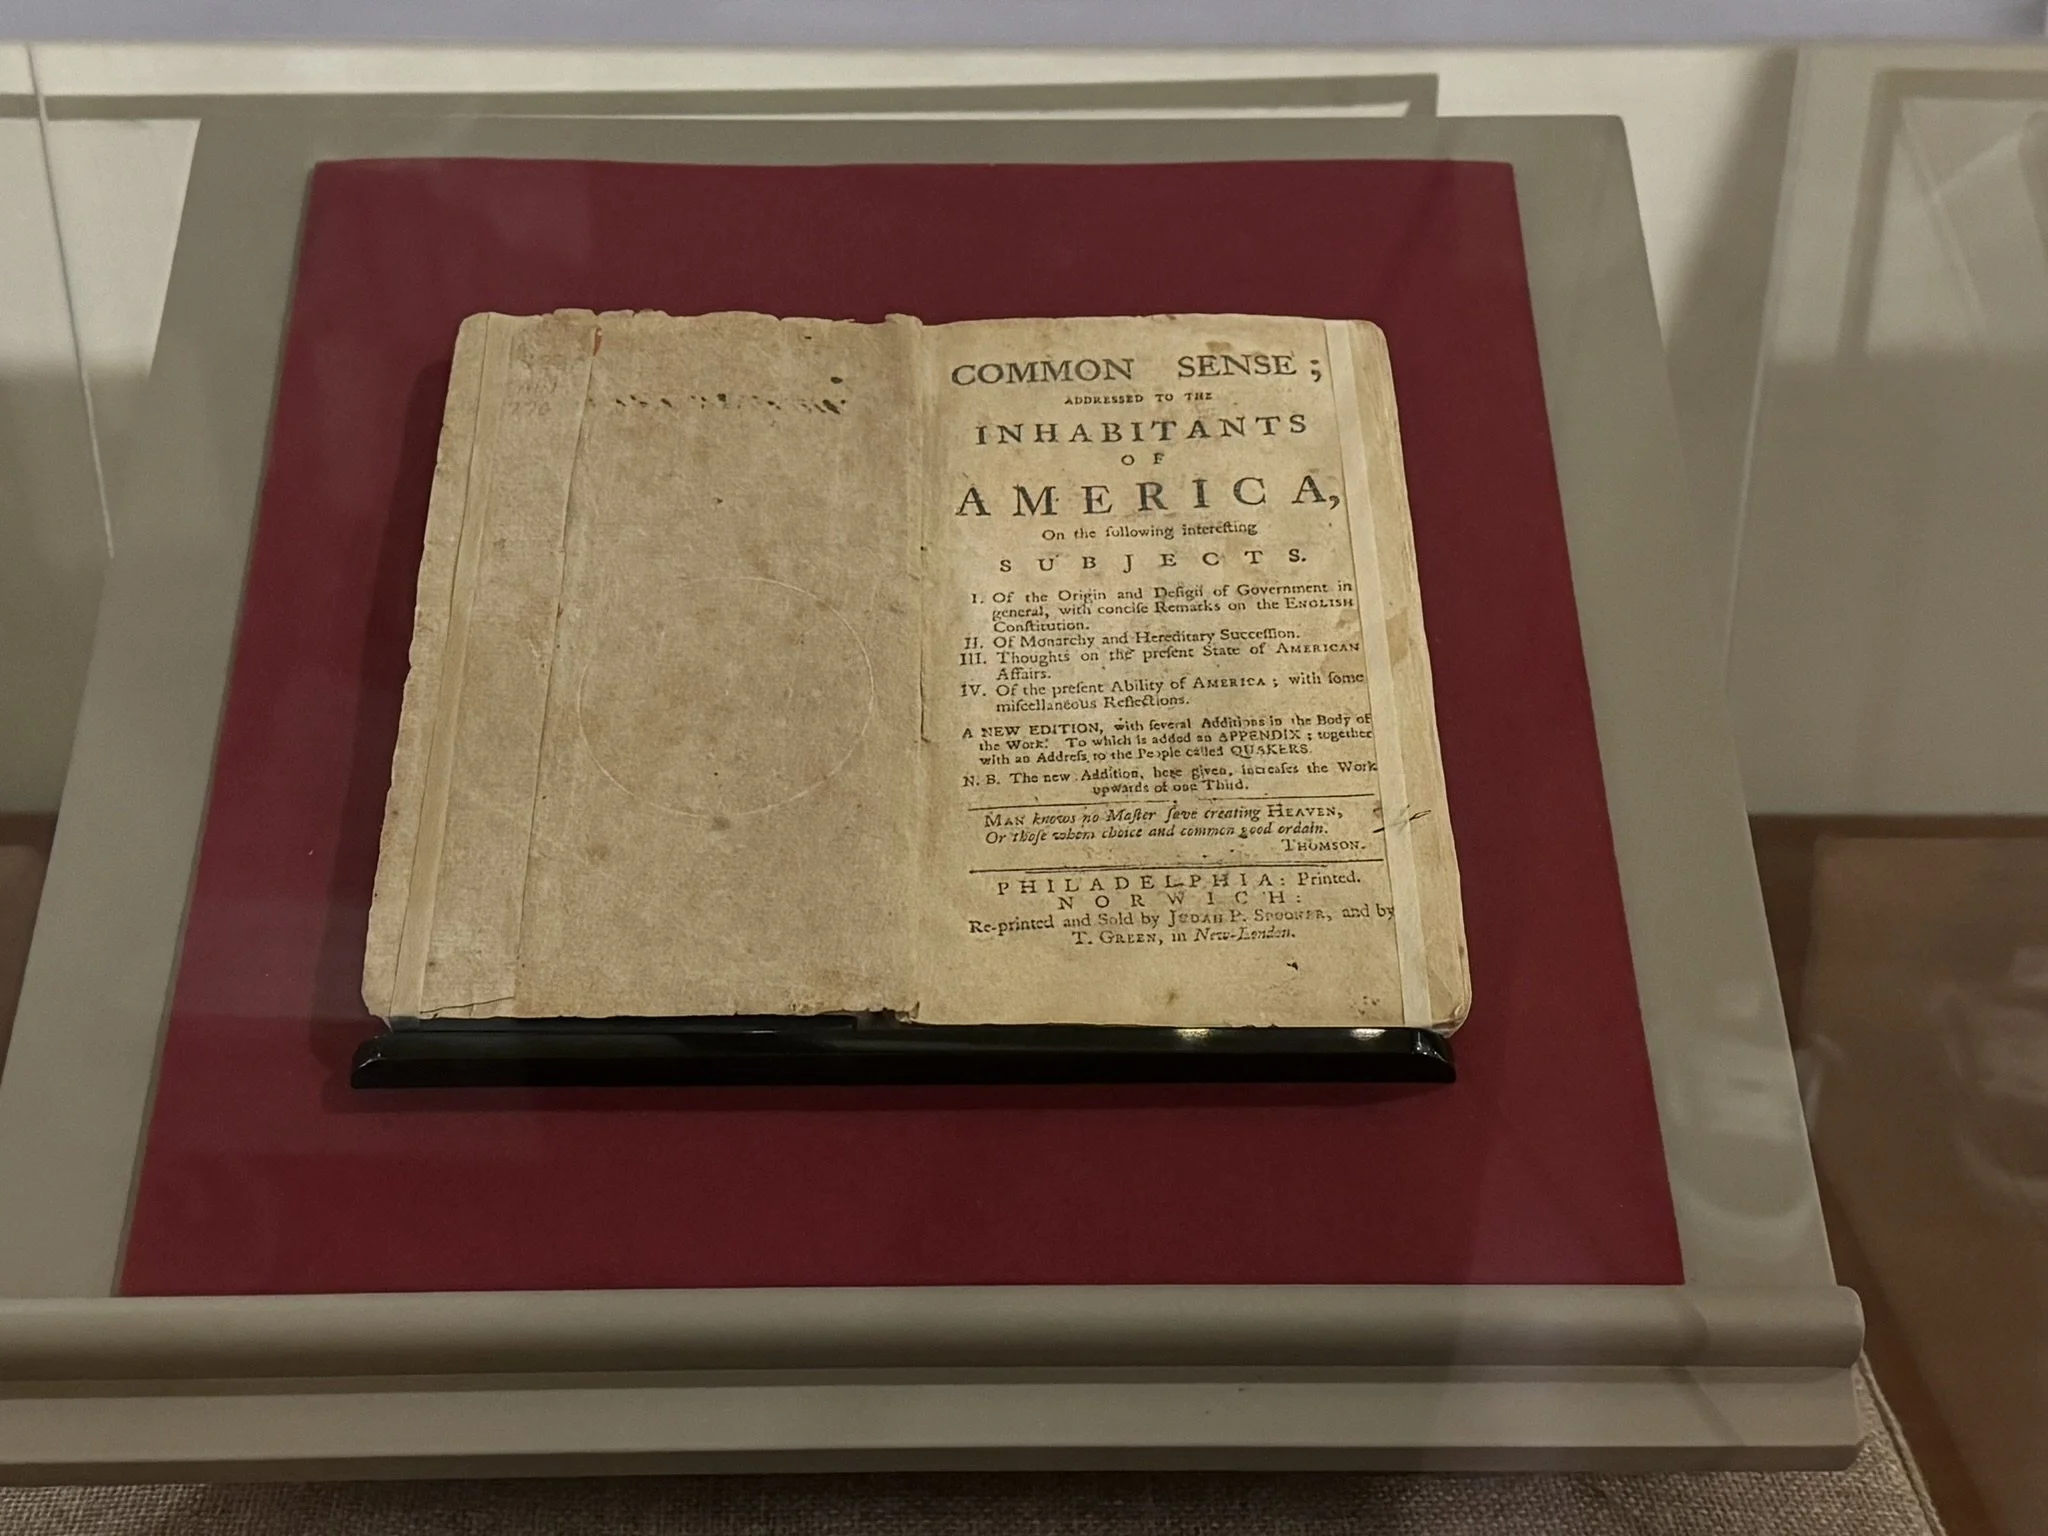 COMMON SENSE;
ADDRESSED TO THE
INHABITANTS
OF
AMERICA,
On the following intereſting
SUBJECTS.
I. Of the Origin and Deſign of Government in
general, with conciſe Remarks on the ENGLISH
Conſtitution.
II. Of Monarchy and Hereditary Succeſſion.
III. Thoughts on the preſent State of AMERICAN
Affairs.
IV. Of the preſent Ability of AMERICA; with ſome
miſcellaneous Reflections.
A NEW EDITION, with ſeveral Additions in the Body of
the Work. To which is added an APPENDIX; together
with an Addreſs to the People called QUAKERS.
N. B. The new Addition, here given, increaſes the Work
upwards of one Third.
MAN knows no Maſter ſave creating HEAVEN,
Or thoſe whom choice and common good ordain.
THOMSON.
PHILADELPHIA: Printed.
NORWICH:
Re-printed and Sold by JUDAH P. SPOONER, and by
T. GREEN, in New-London.